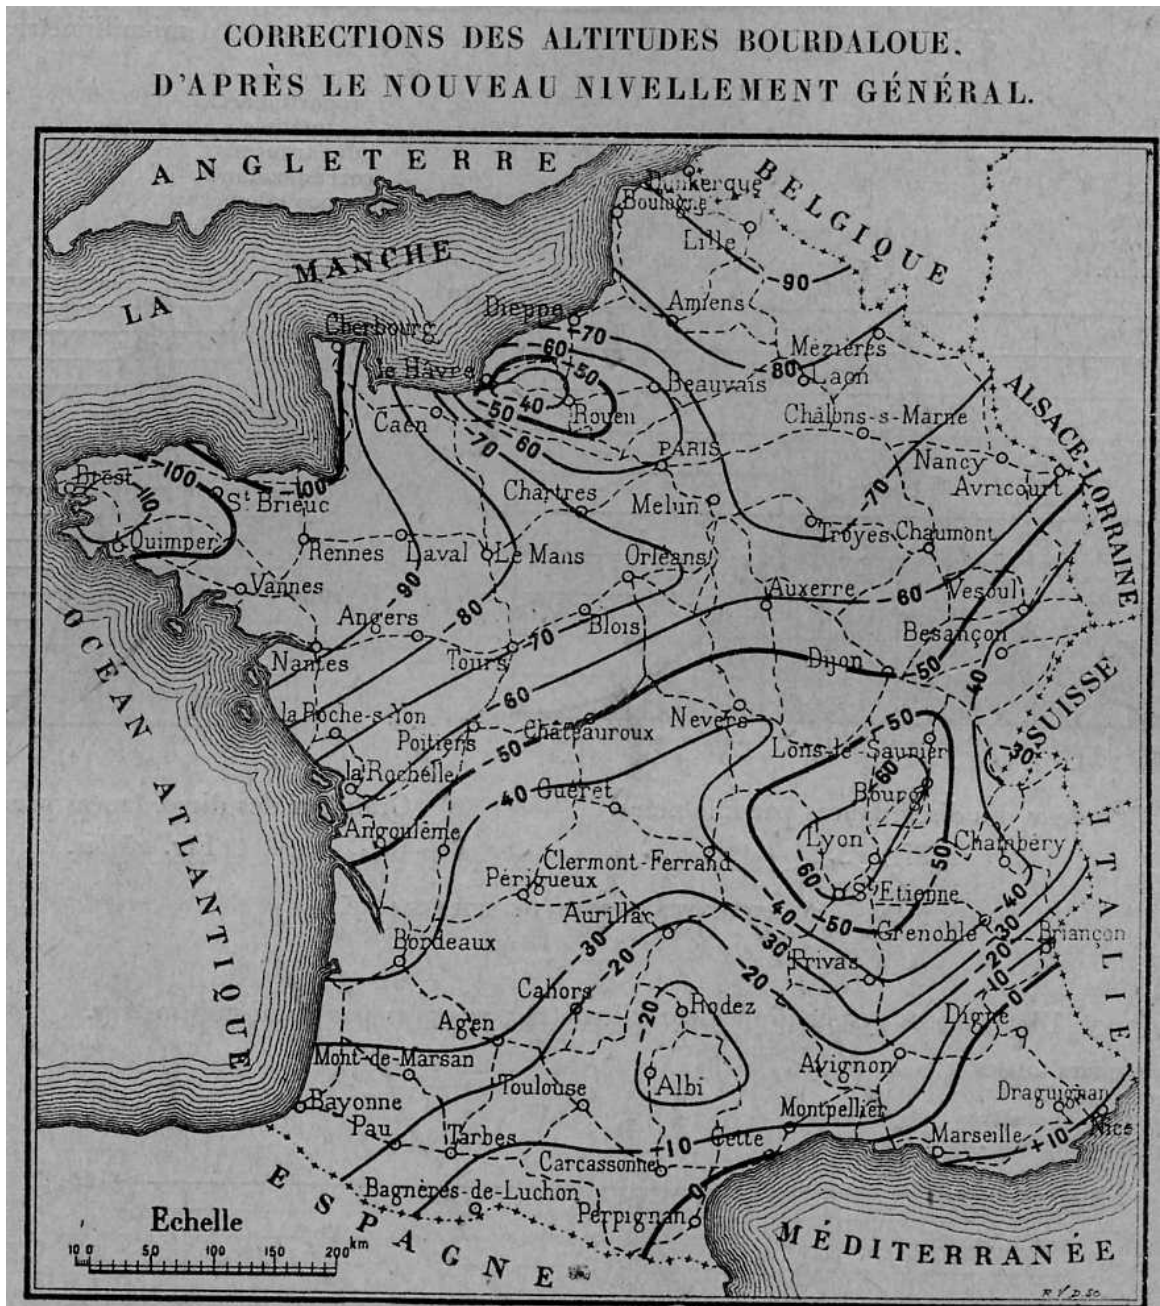 CORRECTIONS DES ALTITUDES BOURDALOUE,
D'APRÈS LE NOUVEAU NIVELLEMENT GÉNÉRAL.
ANGLETERRE
BELGIQUE
LA MANCHE
Dunkerque
Boulogne
Lille
90
Dieppe
Amiens
Cherbourg
-70
-60
Mézières
80
le Hâvre
-50
Beauvais
Laon
ALSACE-LORRAINE
-40
Rouen
Caen
-50
-60
Châlons-s-Marne
-70
PARIS
Nancy
Brest
-100
Avricourt
-100
Chartres
Melun
-70
St Brieuc
-110
Troyes
Chaumont
Quimper
Rennes
Laval
Le Mans
Orléans
Vannes
90
Auxerre
60
Vesoul
80
Angers
Blois
Besançon
OCÉAN ATLANTIQUE
70
Nantes
Tours
Dijon
50
60
40
la Roche-s-Yon
Nevers
SUISSE
Poitiers
Châteauroux
-50
50
Lons-le-Saunier
-30
la Rochelle
60
40
Guéret
Bourg
Angoulême
Lyon
50
Chambéry
ITALIE
Clermont-Ferrand
-60
Périgueux
St Etienne
-40
Aurillac
40
-50
Grenoble
-30
Briançon
Bordeaux
30
-30
-20
-20
Privas
-20
-10
Cahors
0
-20
Rodez
Digne
Agen
Mont-de-Marsan
Avignon
Toulouse
Albi
Draguignan
Bayonne
Montpellier
Pau
Tarbes
-10
Cette
Marseille
+10
Nice
Carcassonne
ESPAGNE
Bagnères-de-Luchon
0
Perpignan
MÉDITERRANÉE
Echelle
10 0 50 100 150 200 km
R.V.D.SC.